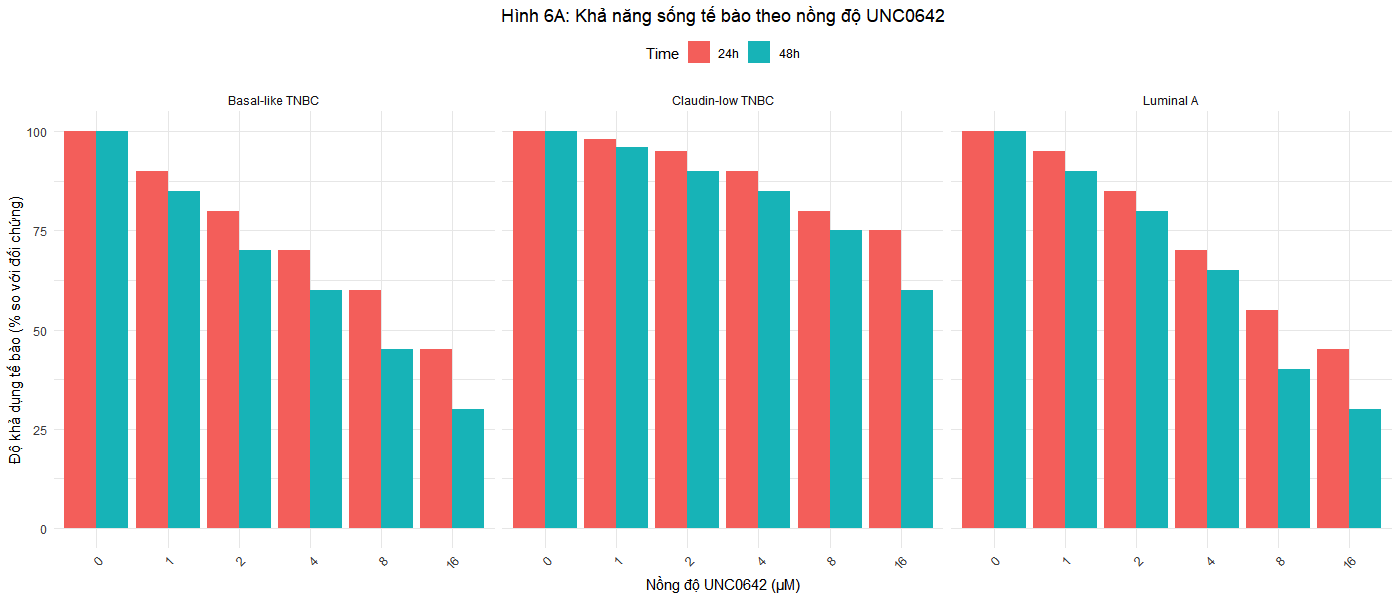 Hình 6A: Khả năng sống tế bào theo nồng độ UNC0642
Time 24h 48h
Basal-like TNBC Claudin-low TNBC Luminal A
Độ khả dụng tế bào (% so với đối chứng)
100
75
50
25
0
0 1 2 4 8 16 0 1 2 4 8 16 0 1 2 4 8 16
Nồng độ UNC0642 (µM)